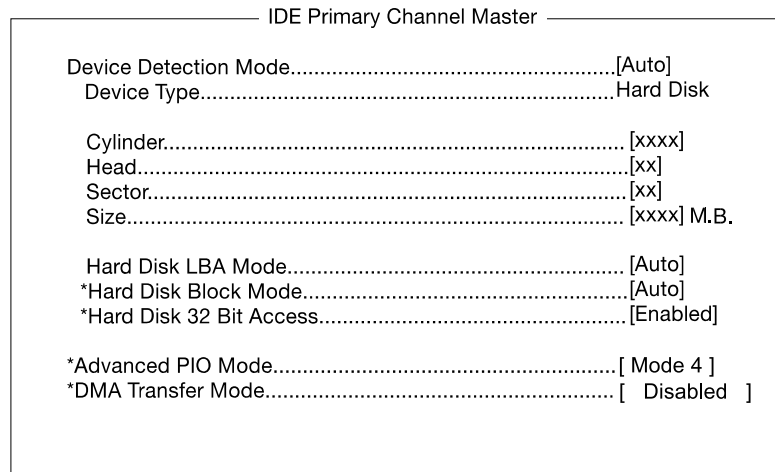 IDE Primary Channel Master
Device Detection Mode..........................................................[Auto]
Device Type......................................................................Hard Disk
Cylinder.............................................................................. [xxxx]
Head...................................................................................[xx]
Sector.................................................................................[xx]
Size.................................................................................... [xxxx] M.B.
Hard Disk LBA Mode......................................................... [Auto]
*Hard Disk Block Mode.......................................................[Auto]
*Hard Disk 32 Bit Access.................................................... [Enabled]
*Advanced PIO Mode..........................................................[ Mode 4 ]
*DMA Transfer Mode........................................................... [ Disabled ]